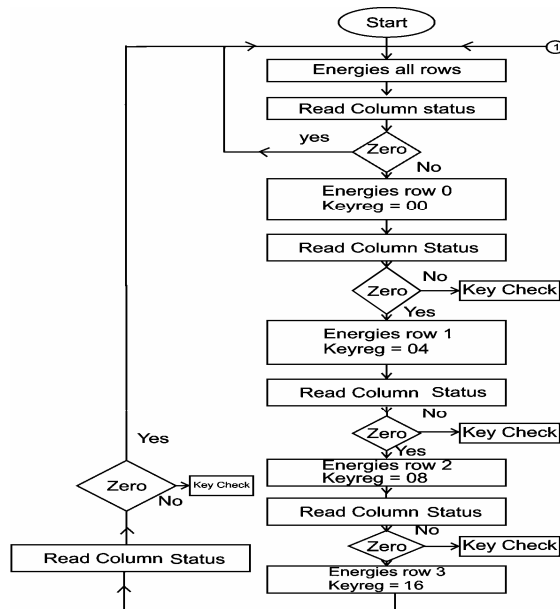 Start
1
Energies all rows
Read Column status
yes
Zero
No
Energies row 0
Keyreg = 00
Read Column Status
No
Zero
Key Check
Yes
Energies row 1
Keyreg = 04
Read Column Status
No
Zero
Key Check
Yes
Energies row 2
Keyreg = 08
Read Column Status
No
Zero
Key Check
Energies row 3
Keyreg = 16
Yes
Zero
No
Key Check
Read Column Status